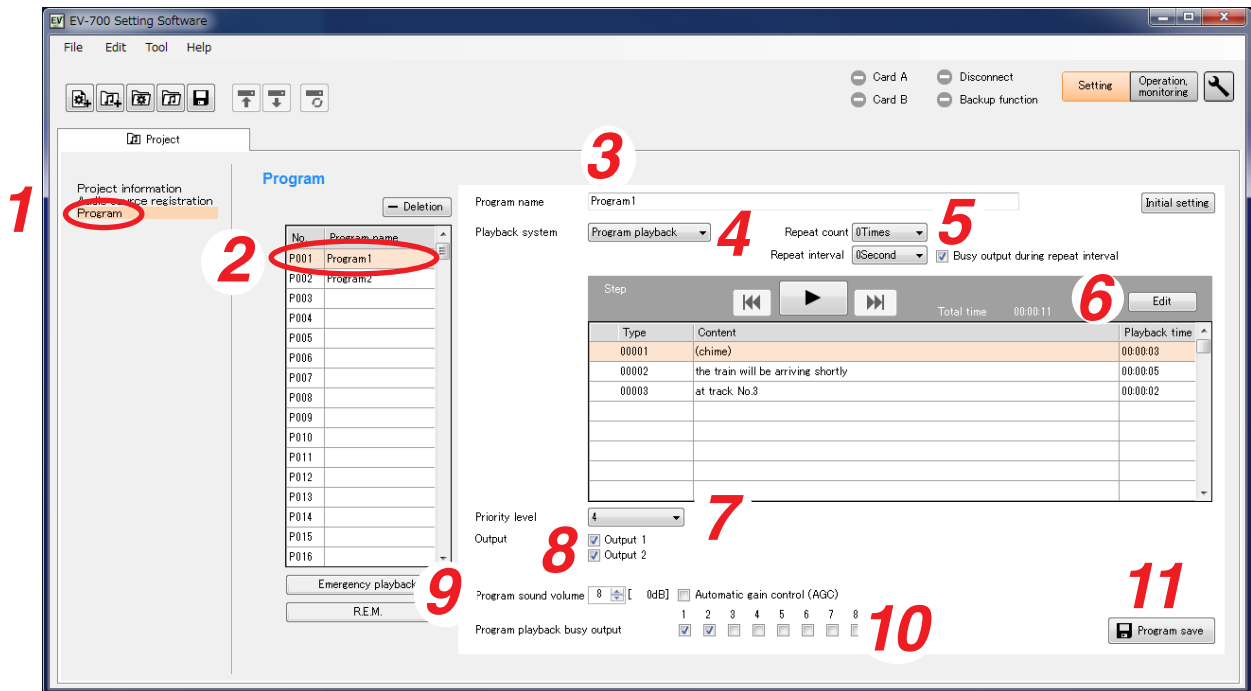 EV EV-700 Setting Software
File Edit Tool Help
Card A Disconnect
Card B Backup function
Setting
Operation, monitoring
Project
1
Project information
Audio source registration
Program
Program
Deletion
2
No. Program name
P001 Program1
P002 Program2
P003
P004
P005
P006
P007
P008
P009
P010
P011
P012
P013
P014
P015
P016
Emergency playback
R.E.M.
3
Program name Program1 Initial setting
4
5
Playback system Program playback Repeat count 0Times
Repeat interval 0Second Busy output during repeat interval
6
Step
Total time 00:00:11
Edit
Type Content Playback time
00001 (chime) 00:00:03
00002 the train will be arriving shortly 00:00:05
00003 at track No.3 00:00:02
7
Priority level 4
8
Output Output 1
Output 2
9
Program sound volume 8 [ 0dB] Automatic gain control (AGC)
1 2 3 4 5 6 7 8
Program playback busy output
10
11
Program save